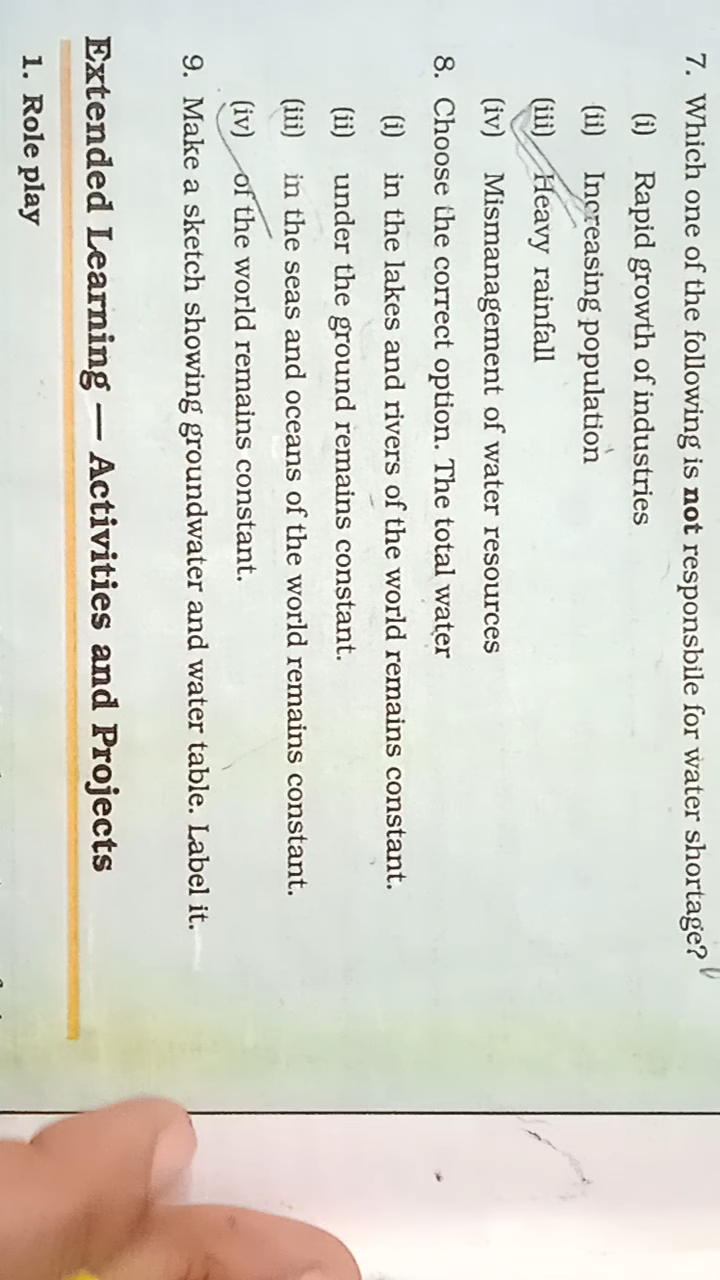 7. Which one of the following is not responsbile for water shortage?
(i) Rapid growth of industries
(ii) Increasing population
(iii) Heavy rainfall
(iv) Mismanagement of water resources
8. Choose the correct option. The total water
(i) in the lakes and rivers of the world remains constant.
(ii) under the ground remains constant.
(iii) in the seas and oceans of the world remains constant.
(iv) of the world remains constant.
9. Make a sketch showing groundwater and water table. Label it.
Extended Learning — Activities and Projects
1. Role play